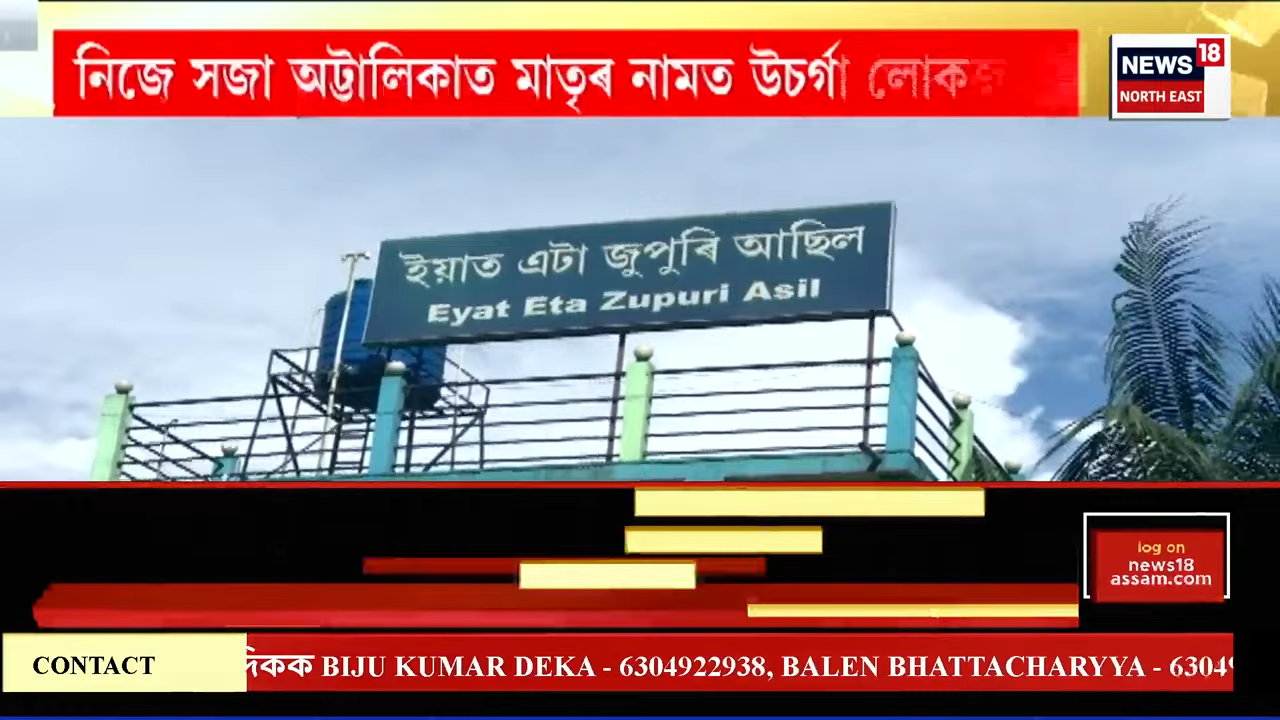 নিজে সজা অট্টালিকাত মাতৃৰ নামত উচৰ্গা লোক
NEWS 18
NORTH EAST
ইয়াত এটা জুপুৰি আছিল
Eyat Eta Zupuri Asil
log on
news18
assam.com
CONTACT
BIJU KUMAR DEKA - 6304922938, BALEN BHATTACHARYYA - 6304